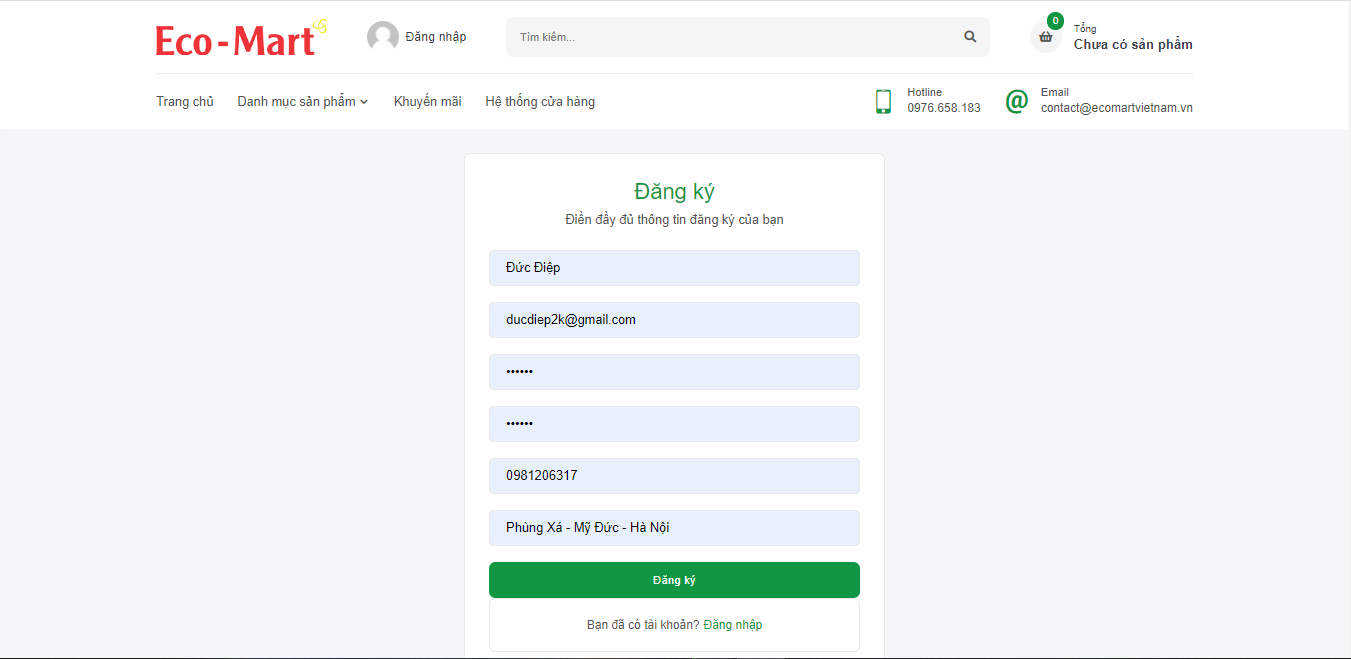 Eco-Mart
Đăng nhập
Tìm kiếm...
0
Tổng
Chưa có sản phẩm
Trang chủ
Danh mục sản phẩm
Khuyến mãi
Hệ thống cửa hàng
Hotline
0976.658.183
@
Email
contact@ecomartvietnam.vn
Đăng ký
Điền đầy đủ thông tin đăng ký của bạn
Đức Điệp
ducdiep2k@gmail.com
••••••
••••••
0981206317
Phùng Xá - Mỹ Đức - Hà Nội
Đăng ký
Bạn đã có tài khoản? Đăng nhập